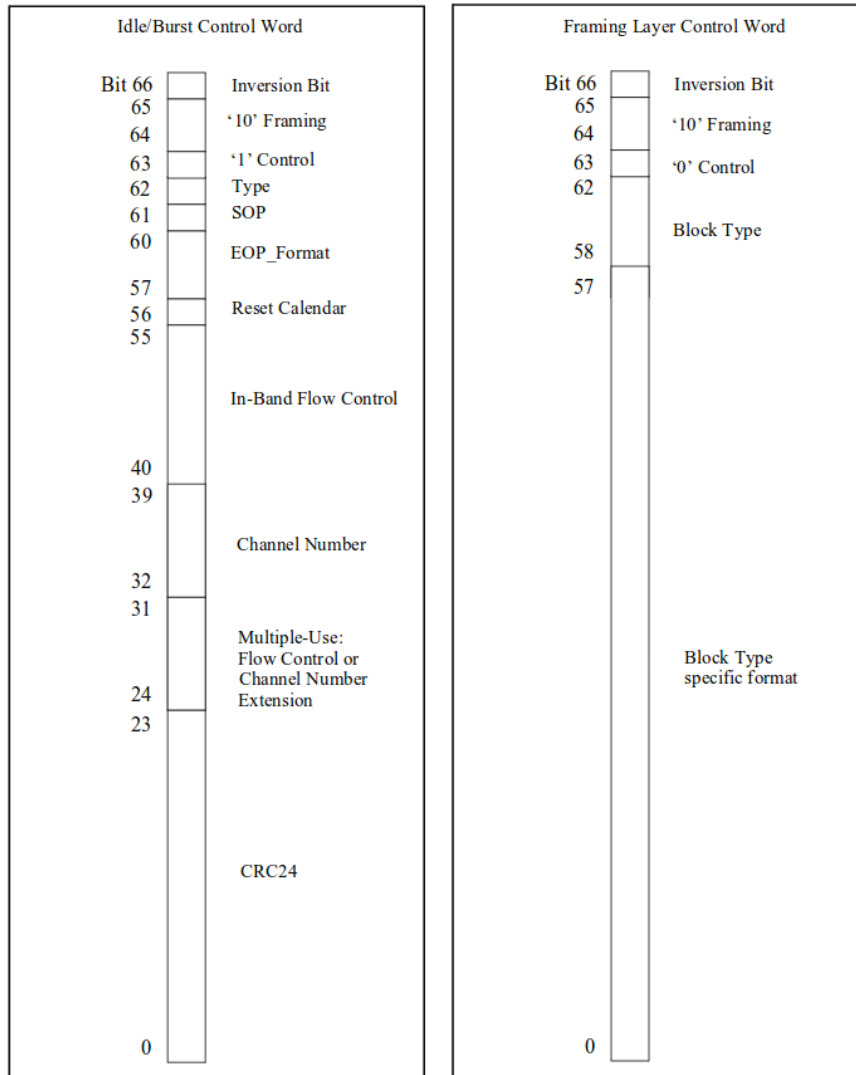 Idle/Burst Control Word
Bit 66 Inversion Bit
65
‘10’ Framing
64
63 ‘1’ Control
62 Type
61 SOP
60
EOP_Format
57
56 Reset Calendar
55
In-Band Flow Control
40
39
Channel Number
32
31
Multiple-Use:
Flow Control or
Channel Number
24
Extension
23
CRC24
0
Framing Layer Control Word
Bit 66 Inversion Bit
65
‘10’ Framing
64
63 ‘0’ Control
62
Block Type
58
57
Block Type
specific format
0